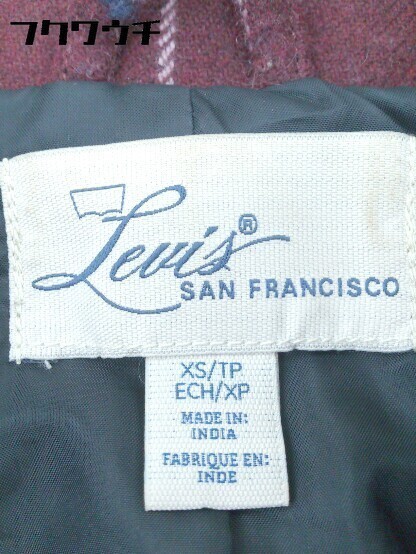 フクワウチ
Levi's®
SAN FRANCISCO
XS/TP
ECH/XP
MADE IN:
INDIA
FABRIQUE EN:
INDE